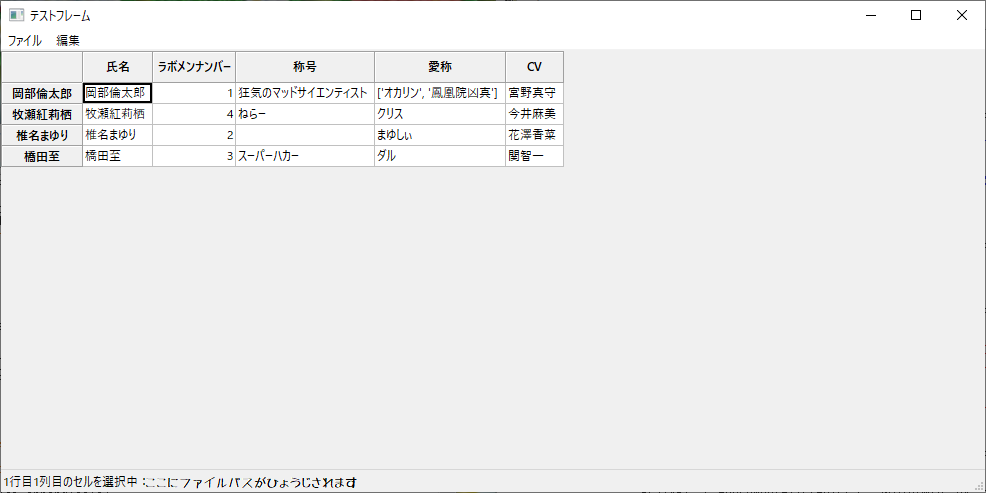 テストフレーム
ファイル 編集
氏名 ラボメンナンバー 称号 愛称 CV
岡部倫太郎 岡部倫太郎 1 狂気のマッドサイエンティスト ['オカリン', '鳳凰院凶真'] 宮野真守
牧瀬紅莉栖 牧瀬紅莉栖 4 ねらー クリス 今井麻美
椎名まゆり 椎名まゆり 2 まゆしぃ 花澤香菜
橋田至 橋田至 3 スーパーハカー ダル 関智一
1行目1列目のセルを選択中：ここにファイルパスがひょうじされます